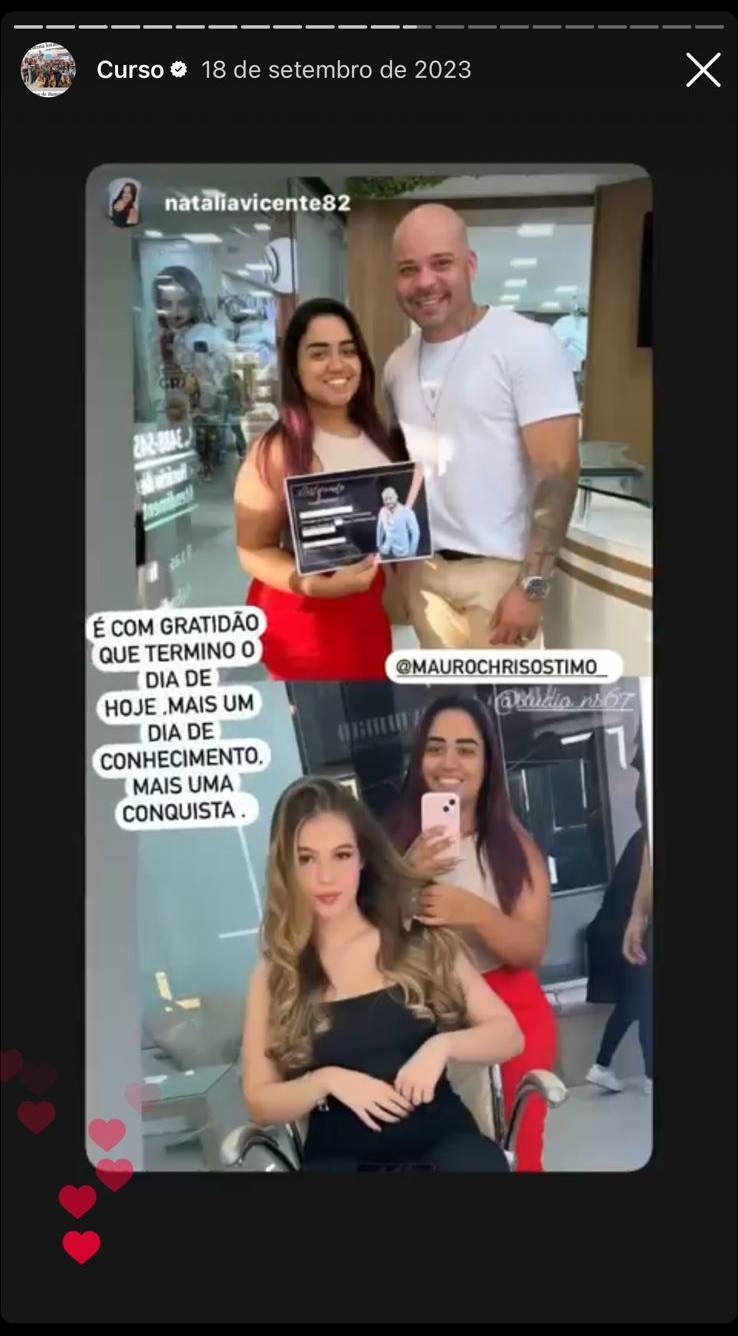 Curso 18 de setembro de 2023
nataliavicente82
É COM GRATIDÃO
QUE TERMINO O
DIA DE
HOJE .MAIS UM
DIA DE
CONHECIMENTO.
MAIS UMA
CONQUISTA .
@MAUROCHRISOSTIMO_
@studio_ns67